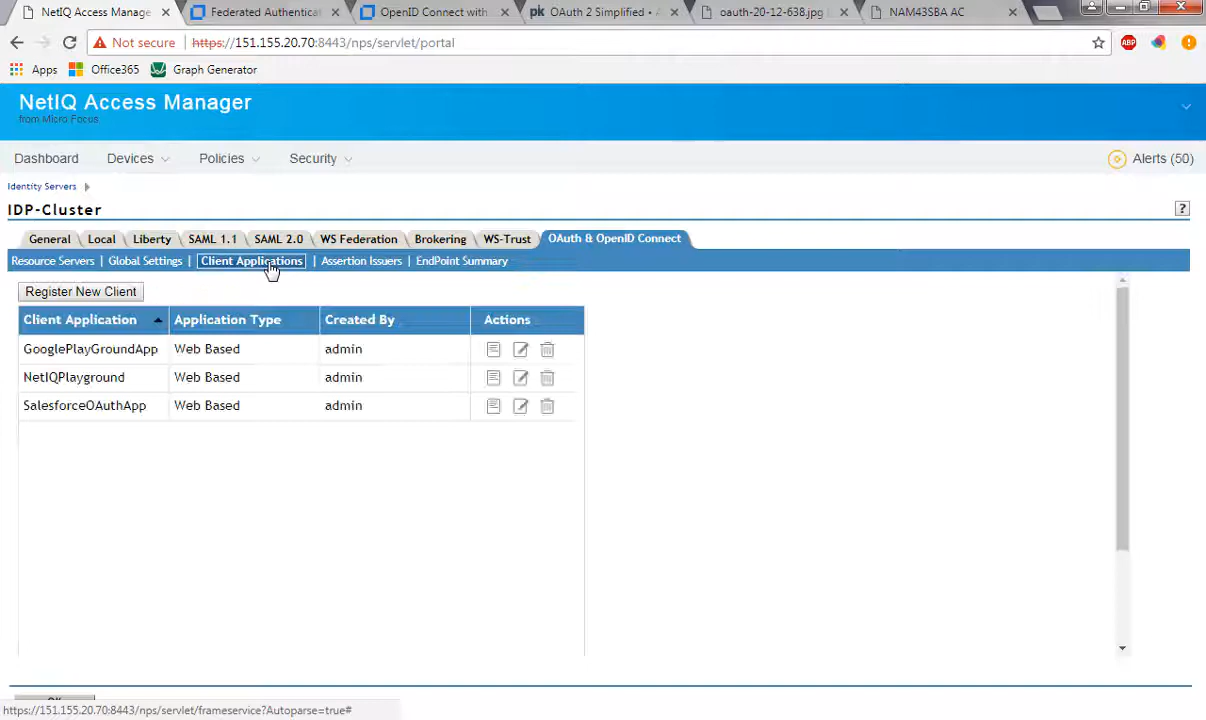 NetIQ Access Manage
Federated Authentica
OpenID Connect with
pk OAuth 2 Simplified •
oauth-20-12-638.jpg
NAM43SBA AC
Not secure | https://151.155.20.70:8443/nps/servlet/portal
ABP
Apps Office365 Graph Generator
NetIQ Access Manager
from Micro Focus
Dashboard Devices Policies Security Alerts (50)
Identity Servers
IDP-Cluster
?
General Local Liberty SAML 1.1 SAML 2.0 WS Federation Brokering WS-Trust OAuth & OpenID Connect
Resource Servers | Global Settings | Client Applications | Assertion Issuers | EndPoint Summary
Register New Client
Client Application Application Type Created By Actions
GooglePlayGroundApp Web Based admin
NetIQPlayground Web Based admin
SalesforceOAuthApp Web Based admin
https://151.155.20.70:8443/nps/servlet/frameservice?Autoparse=true#